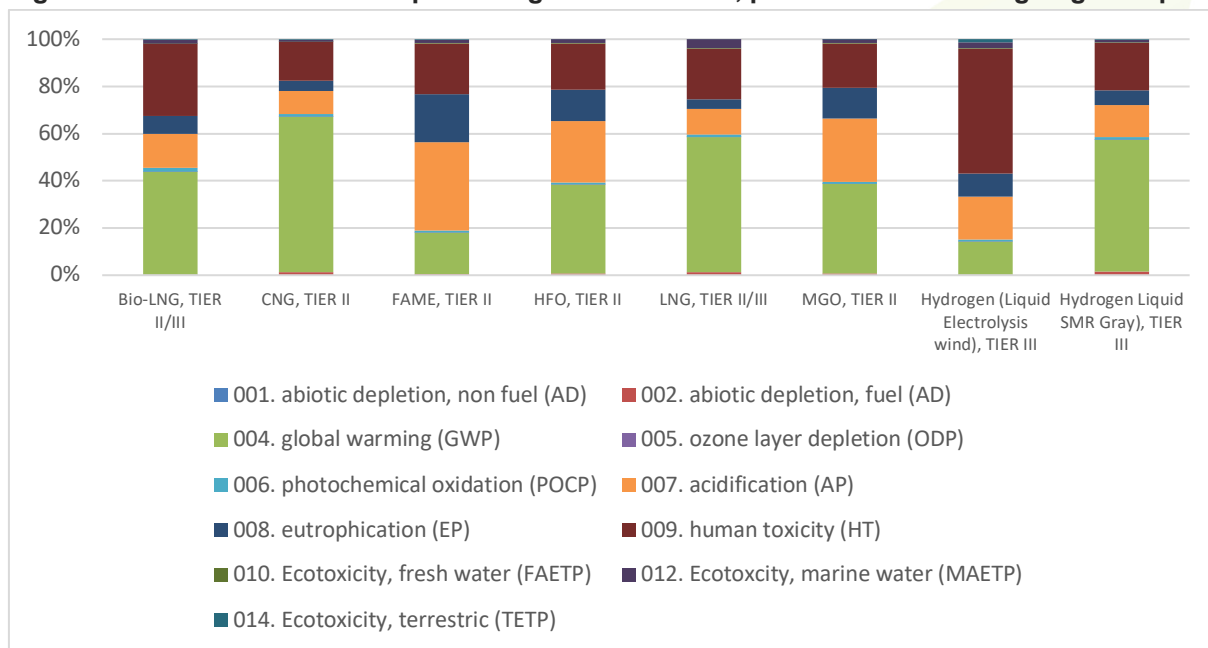 100%
80%
60%
40%
20%
0%
Bio-LNG, TIER II/III
CNG, TIER II
FAME, TIER II
HFO, TIER II
LNG, TIER II/III
MGO, TIER II
Hydrogen (Liquid Electrolysis wind), TIER III
Hydrogen Liquid SMR Gray), TIER III
001. abiotic depletion, non fuel (AD)
002. abiotic depletion, fuel (AD)
004. global warming (GWP)
005. ozone layer depletion (ODP)
006. photochemical oxidation (POCP)
007. acidification (AP)
008. eutrophication (EP)
009. human toxicity (HT)
010. Ecotoxicity, fresh water (FAETP)
012. Ecotoxcity, marine water (MAETP)
014. Ecotoxicity, terrestric (TETP)